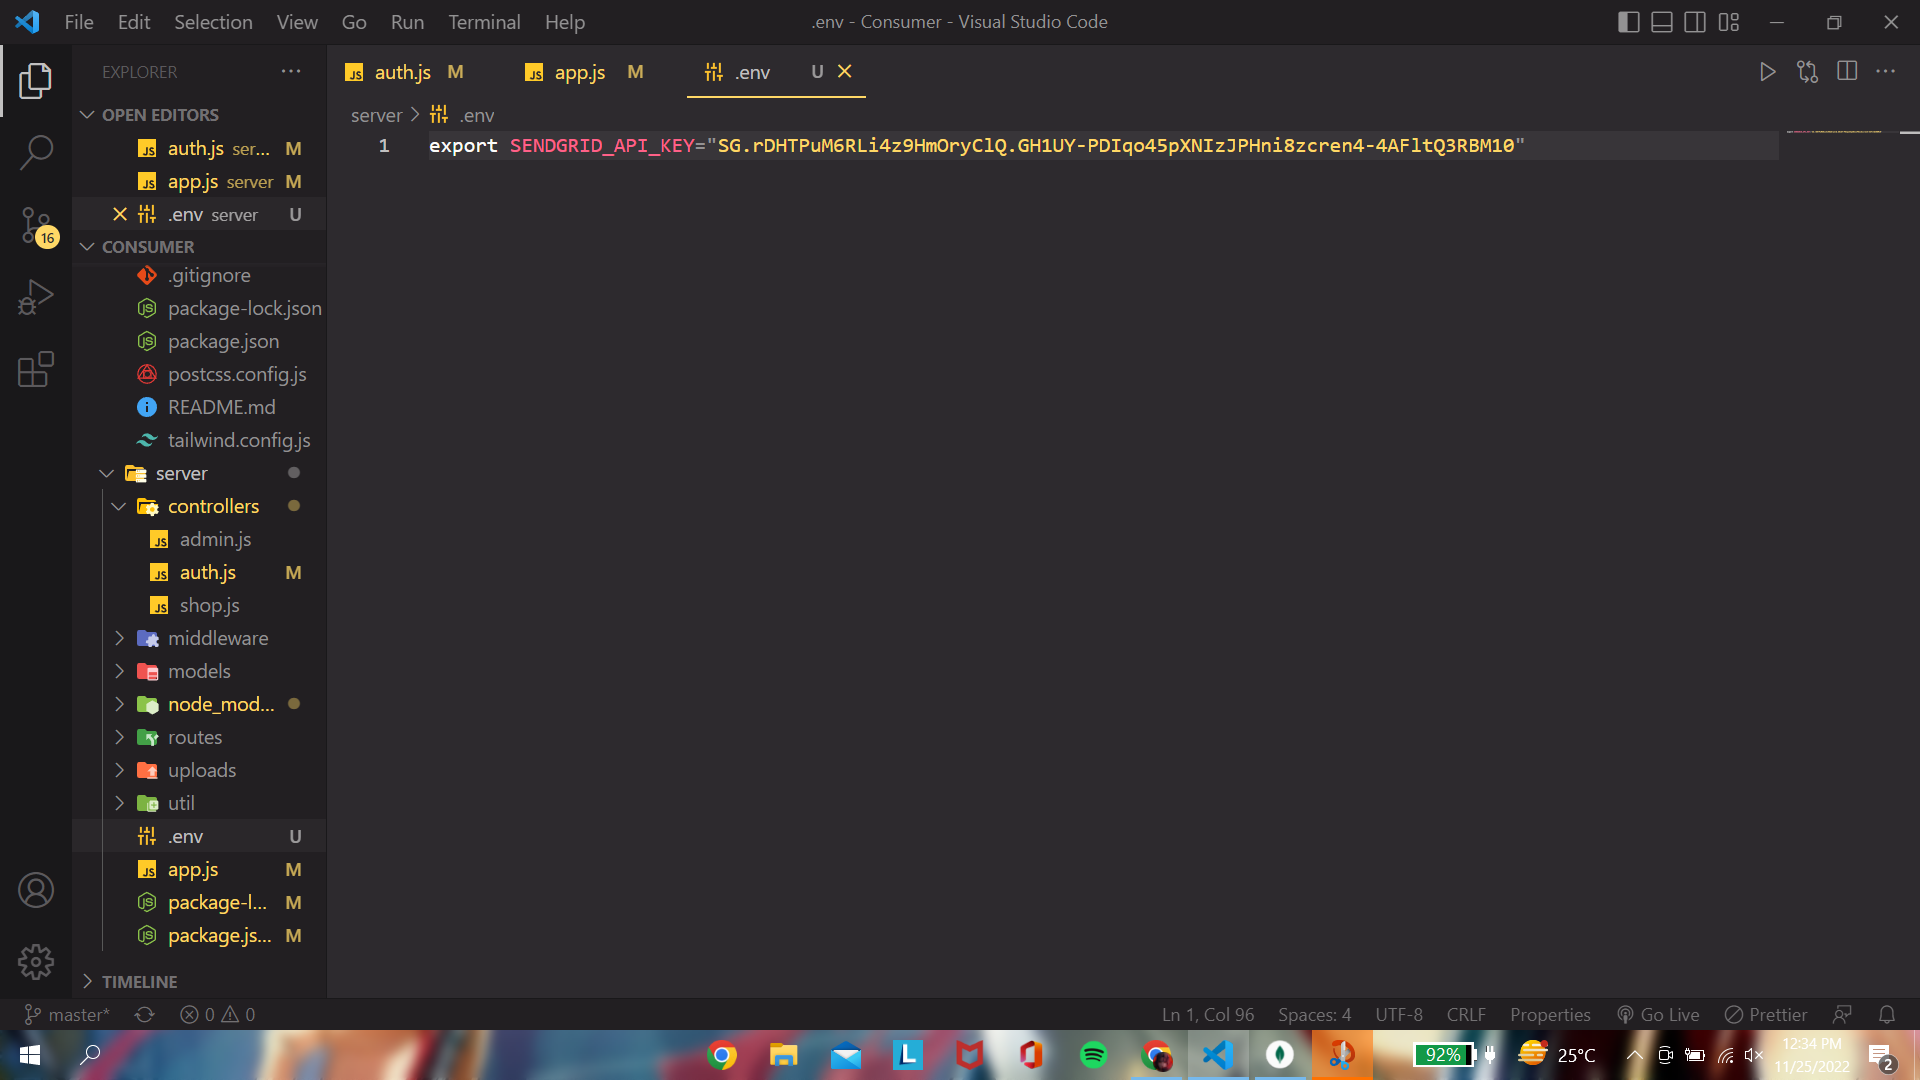 File Edit Selection View Go Run Terminal Help
.env - Consumer - Visual Studio Code
EXPLORER
OPEN EDITORS
auth.js ser... M
app.js server M
.env server U
CONSUMER
.gitignore
package-lock.json
package.json
postcss.config.js
README.md
tailwind.config.js
server
controllers
admin.js
auth.js M
shop.js
middleware
models
node_mod...
routes
uploads
util
.env U
app.js M
package-l... M
package.js... M
TIMELINE
16
auth.js M
app.js M
.env U
server > .env
1 export SENDGRID_API_KEY=""
master* 0 0
Ln 1, Col 96 Spaces: 4 UTF-8 CRLF Properties Go Live Prettier
92% 25°C
12:34 PM
11/25/2022
2